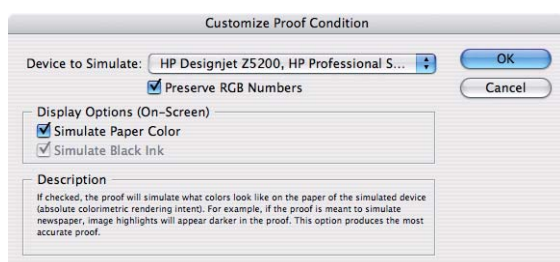 Customize Proof Condition
Device to Simulate: HP Designjet Z5200, HP Professional S...
OK
Preserve RGB Numbers
Cancel
Display Options (On-Screen)
Simulate Paper Color
Simulate Black Ink
Description
If checked, the proof will simulate what colors look like on the paper of the simulated device
(absolute colorimetric rendering intent). For example, if the proof is meant to simulate
newspaper, image highlights will appear darker in the proof. This option produces the most
accurate proof.